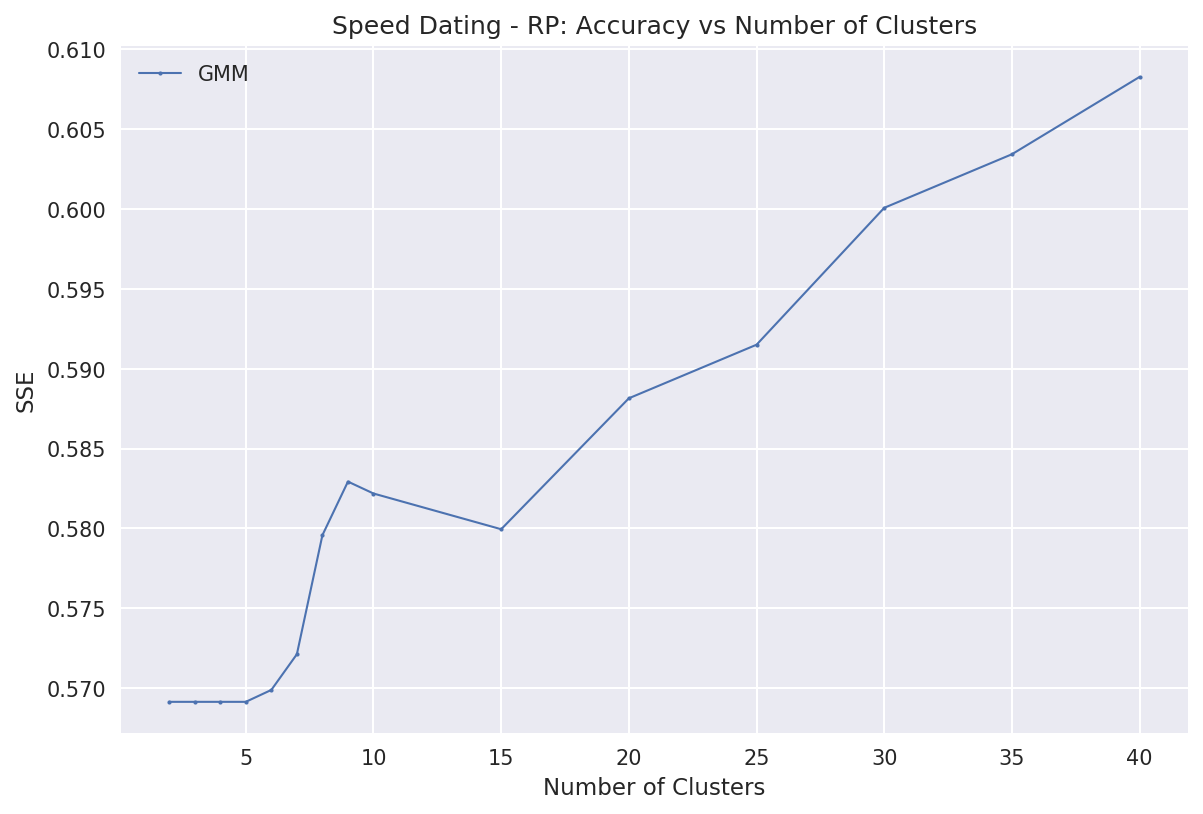 Speed Dating - RP: Accuracy vs Number of Clusters
GMM
SSE
0.610
0.605
0.600
0.595
0.590
0.585
0.580
0.575
0.570
5 10 15 20 25 30 35 40
Number of Clusters